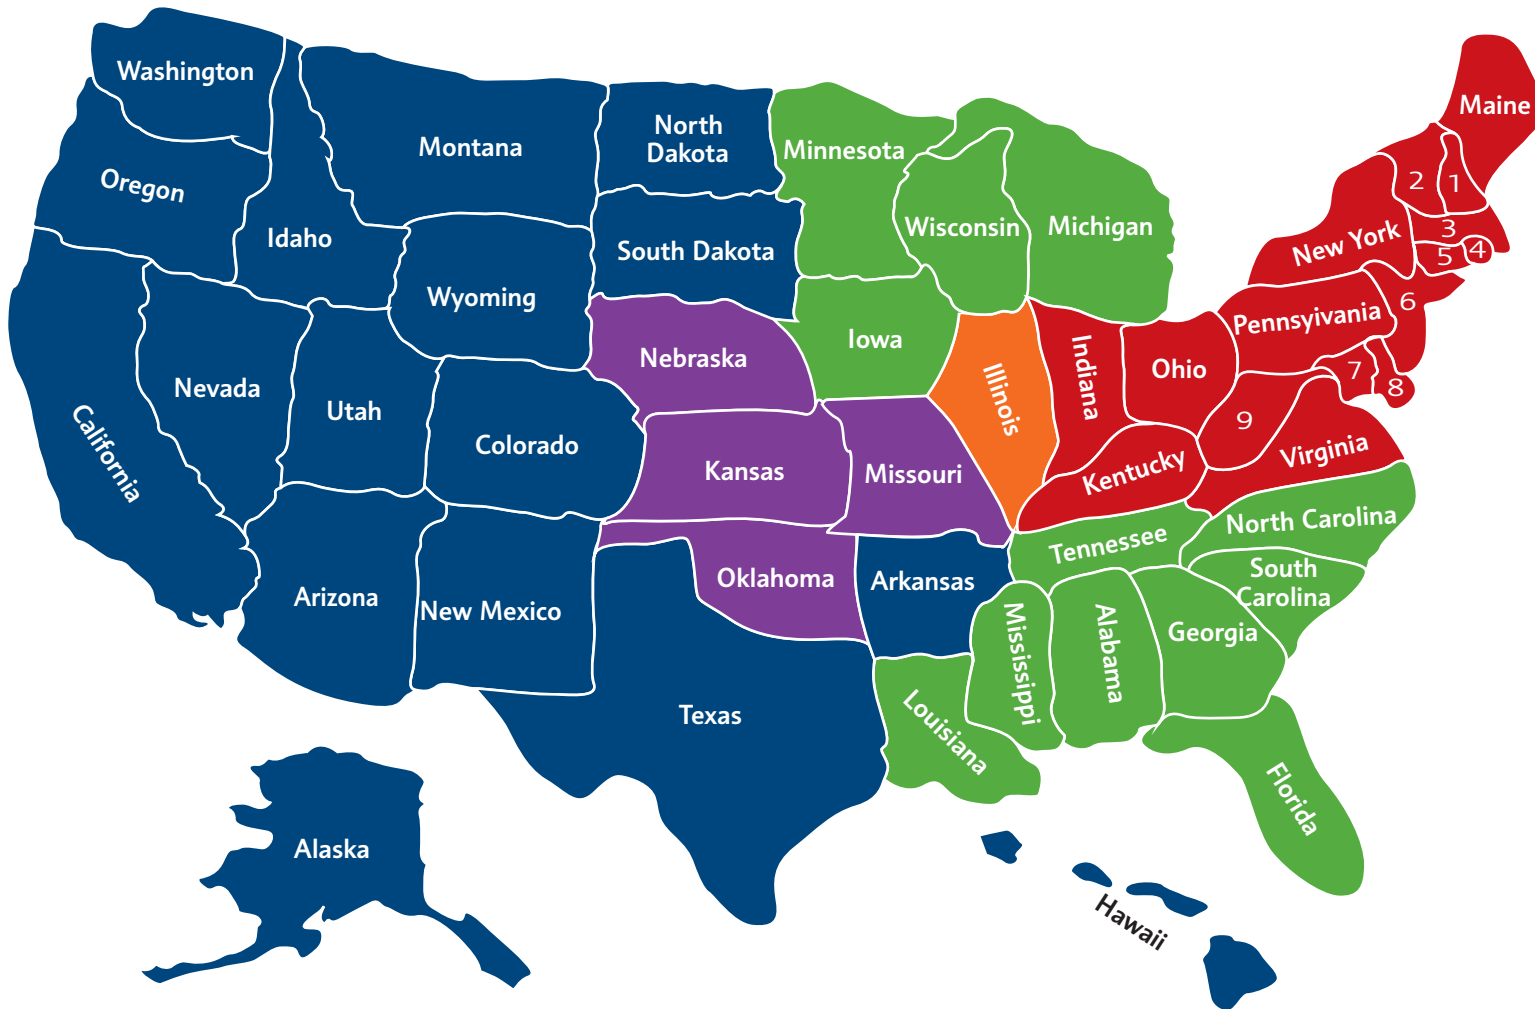 Washington
Maine
Montana
North
Dakota
Minnesota
Oregon
2
1
Idaho
Wisconsin
Michigan
3
New York
4
South Dakota
5
Wyoming
6
Pennsyivania
Iowa
Nebraska
Indiana
Ohio
7
Nevada
8
Utah
Illinois
9
California
Colorado
Kansas
Missouri
Kentucky
Virginia
North Carolina
Tennessee
South
Carolina
Oklahoma
Arkansas
Arizona
New Mexico
Mississippi
Alabama
Georgia
Texas
Louisiana
Florida
Alaska
Hawaii